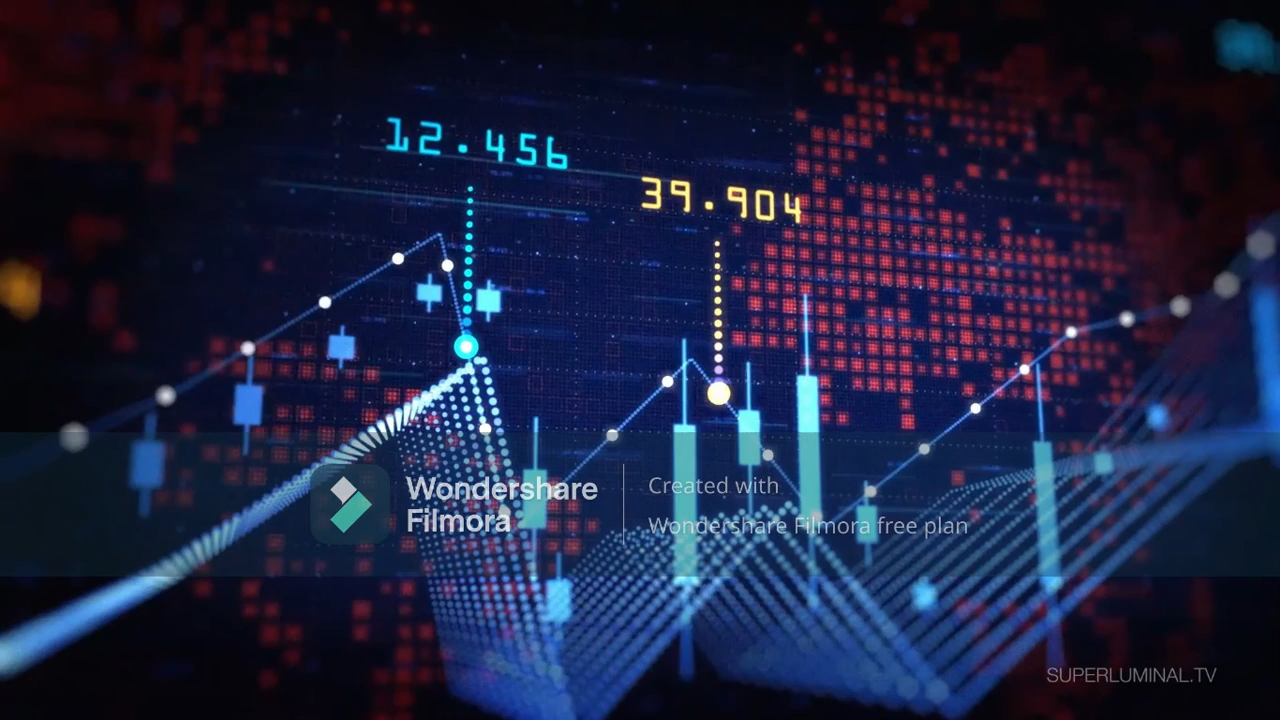 12.456
39.904
Wondershare
Filmora
Created with
Wondershare Filmora free plan
SUPERLUMINAL.TV